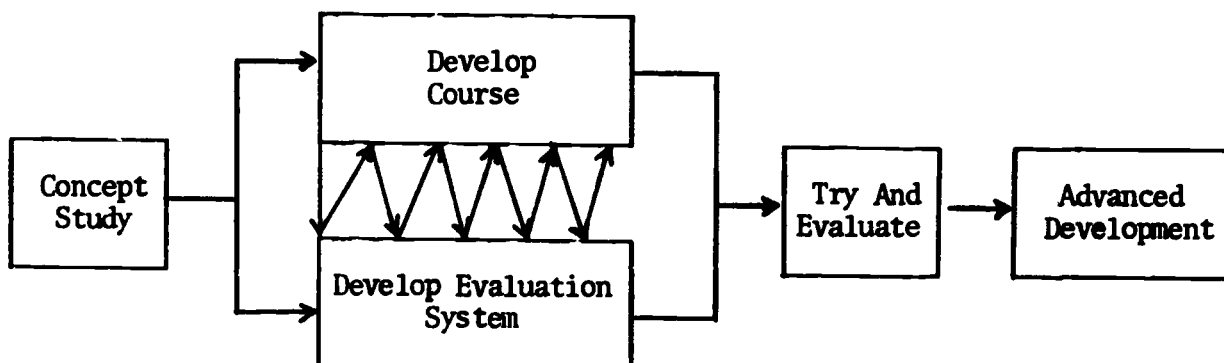 Concept
Study
Develop
Course
Develop Evaluation
System
Try And
Evaluate
Advanced
Development